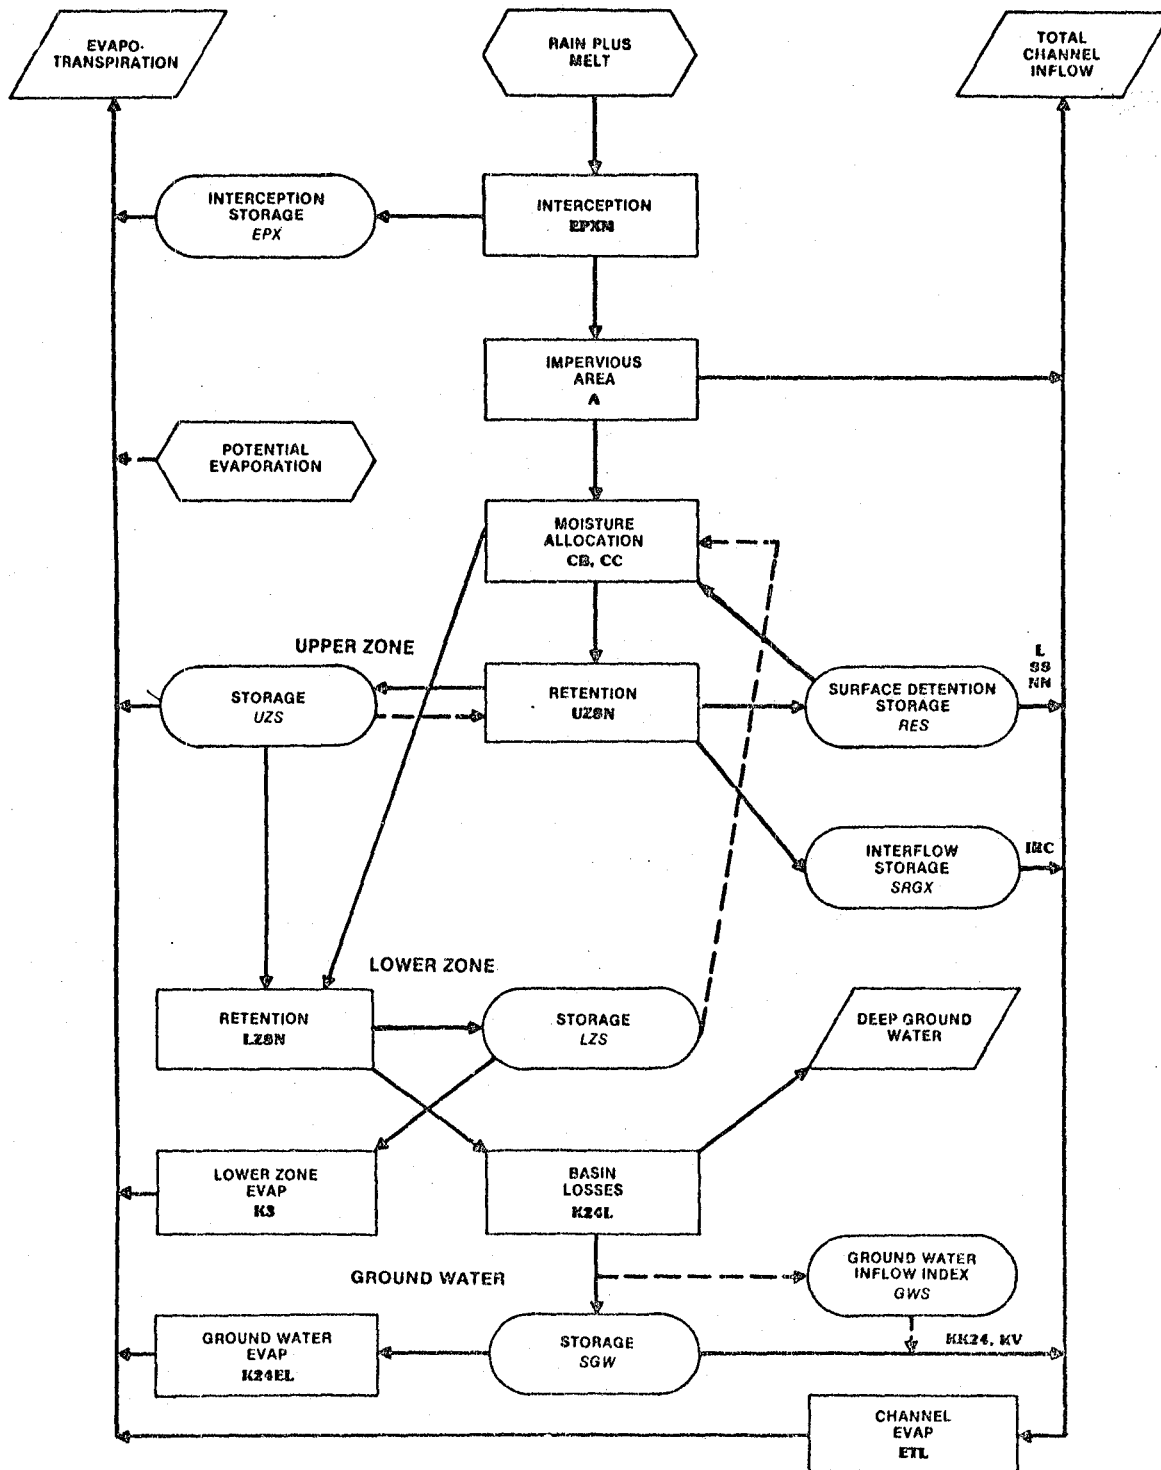 EVAPO-
TRANSPIRATION
RAIN PLUS
MELT
TOTAL
CHANNEL
INFLOW
INTERCEPTION
STORAGE
EPX
INTERCEPTION
EPXM
IMPERVIOUS
AREA
A
POTENTIAL
EVAPORATION
MOISTURE
ALLOCATION
CB, CC
UPPER ZONE
STORAGE
UZS
RETENTION
UZSN
SURFACE DETENTION
STORAGE
RES
L
SS
NN
INTERFLOW
STORAGE
SRGX
IRC
LOWER ZONE
RETENTION
LZSN
STORAGE
LZS
DEEP GROUND
WATER
LOWER ZONE
EVAP
K3
BASIN
LOSSES
K24L
GROUND WATER
GROUND WATER
INFLOW INDEX
GWS
GROUND WATER
EVAP
K24EL
STORAGE
SGW
KK24, KV
CHANNEL
EVAP
ETL